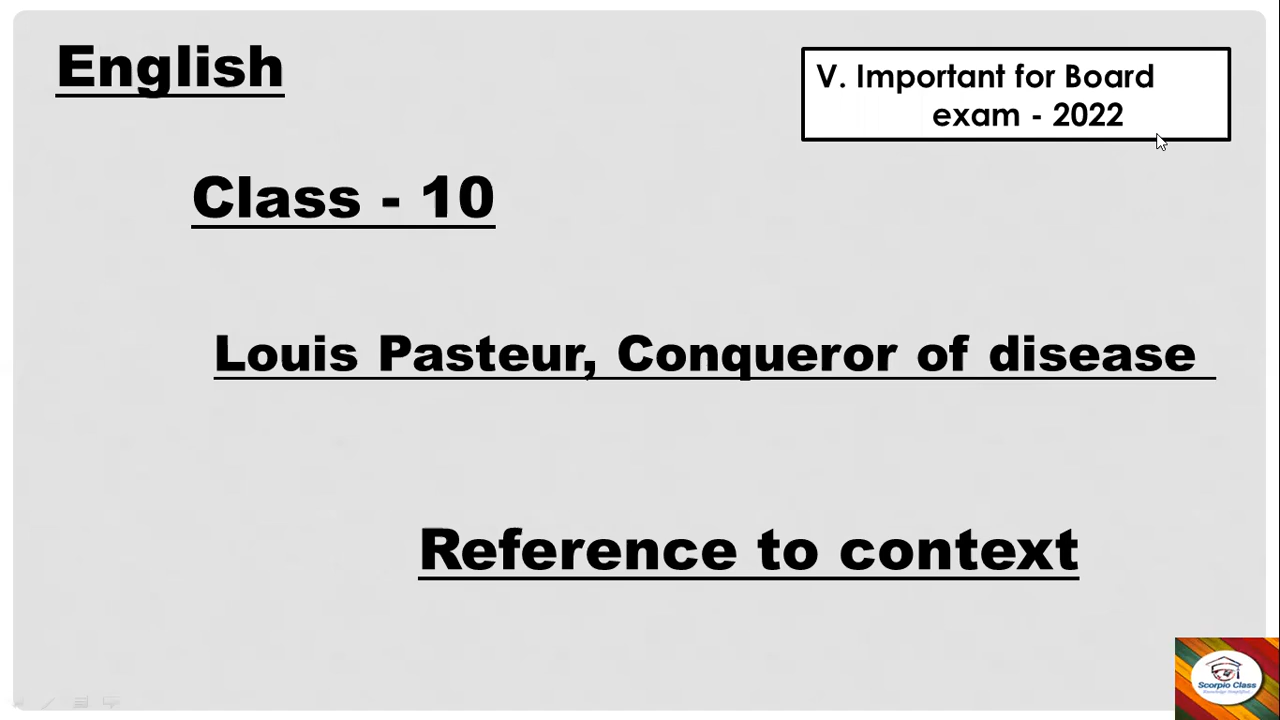 English
V. Important for Board
exam - 2022
Class - 10
Louis Pasteur, Conqueror of disease
Reference to context
Scorpio Class